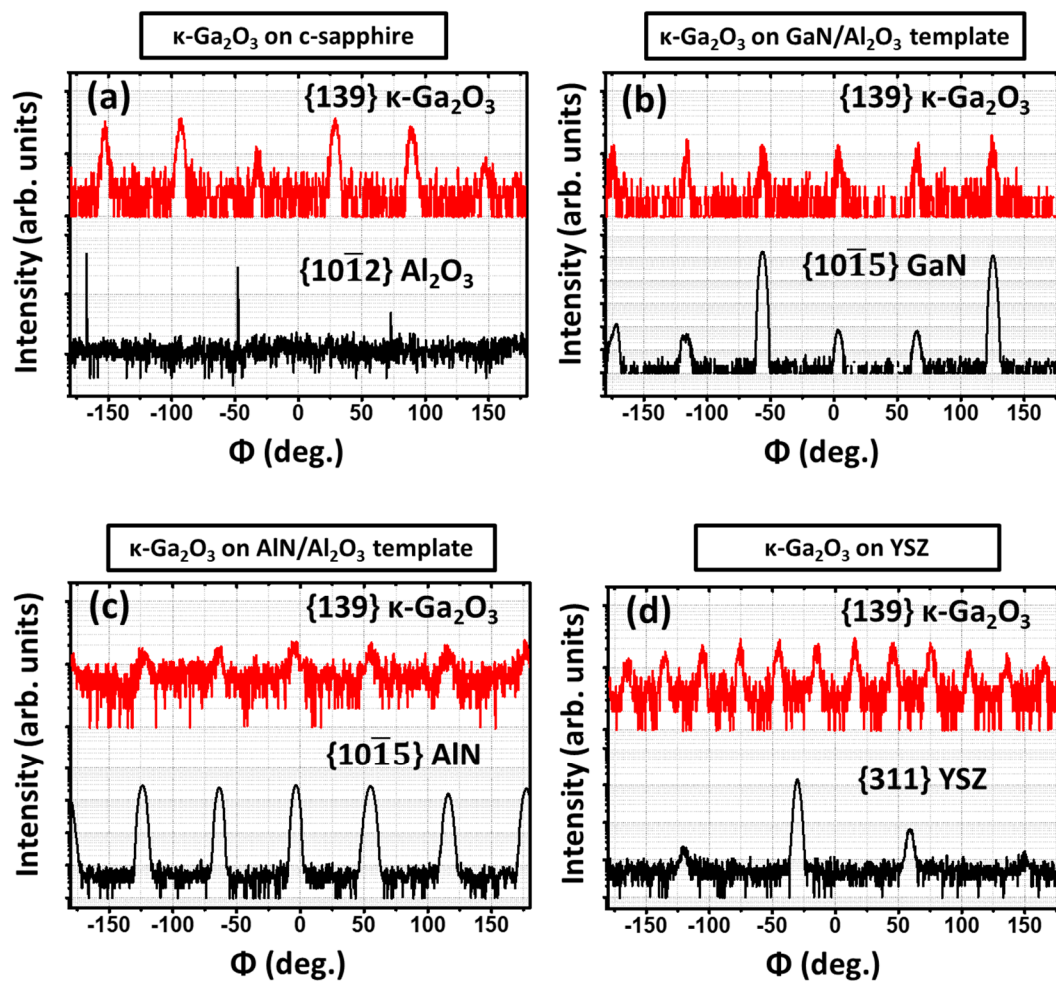 κ-Ga₂O₃ on c-sapphire
(a)
{139} κ-Ga₂O₃
{101̅2} Al₂O₃
Intensity (arb. units)
-150 -100 -50 0 50 100 150
Φ (deg.)
κ-Ga₂O₃ on GaN/Al₂O₃ template
(b)
{139} κ-Ga₂O₃
{101̅5} GaN
Intensity (arb. units)
-150 -100 -50 0 50 100 150
Φ (deg.)
κ-Ga₂O₃ on AlN/Al₂O₃ template
(c)
{139} κ-Ga₂O₃
{101̅5} AlN
Intensity (arb. units)
-150 -100 -50 0 50 100 150
Φ (deg.)
κ-Ga₂O₃ on YSZ
(d)
{139} κ-Ga₂O₃
{311} YSZ
Intensity (arb. units)
-150 -100 -50 0 50 100 150
Φ (deg.)